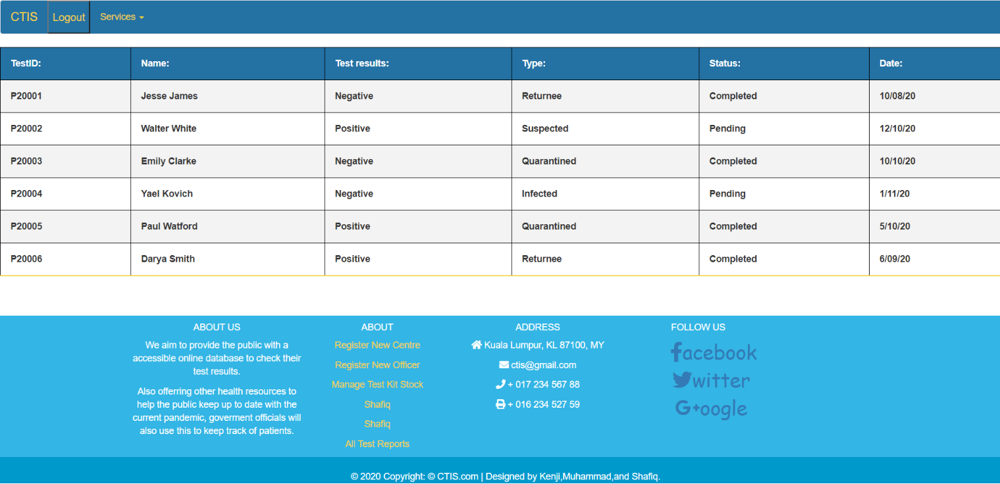 CTIS Logout Services
TestID: Name: Test results: Type: Status: Date:
P20001 Jesse James Negative Returnee Completed 10/08/20
P20002 Walter White Positive Suspected Pending 12/10/20
P20003 Emily Clarke Negative Quarantined Completed 10/10/20
P20004 Yael Kovich Negative Infected Pending 1/11/20
P20005 Paul Watford Positive Quarantined Completed 5/10/20
P20006 Darya Smith Positive Returnee Completed 6/09/20
ABOUT US
We aim to provide the public with a
accessible online database to check their
test results.
Also offerring other health resources to
help the public keep up to date with the
current pandemic, goverment officials will
also use this to keep track of patients.
ABOUT
Register New Centre
Register New Officer
Manage Test Kit Stock
Shafiq
Shafiq
All Test Reports
ADDRESS
Kuala Lumpur, KL 87100, MY
ctis@gmail.com
+ 017 234 567 88
+ 016 234 527 59
FOLLOW US
facebook
witter
G+oogle
© 2020 Copyright: © CTIS.com | Designed by Kenji,Muhammad,and Shafiq.